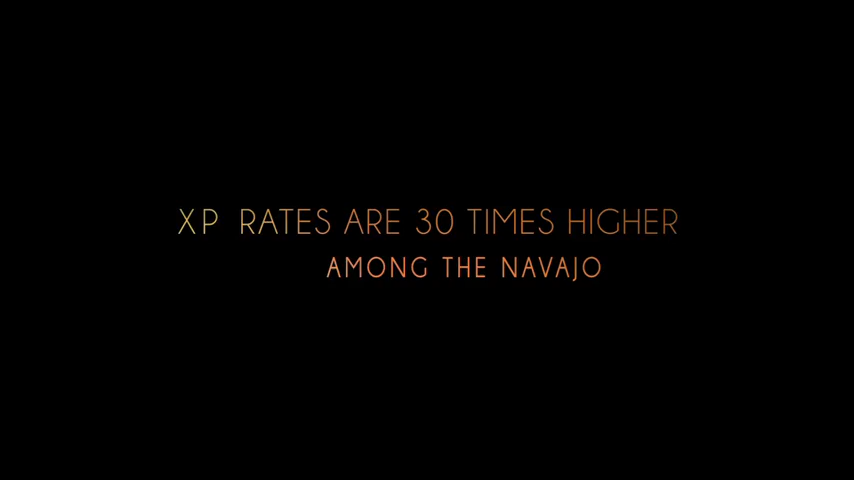 XP RATES ARE 30 TIMES HIGHER
AMONG THE NAVAJO